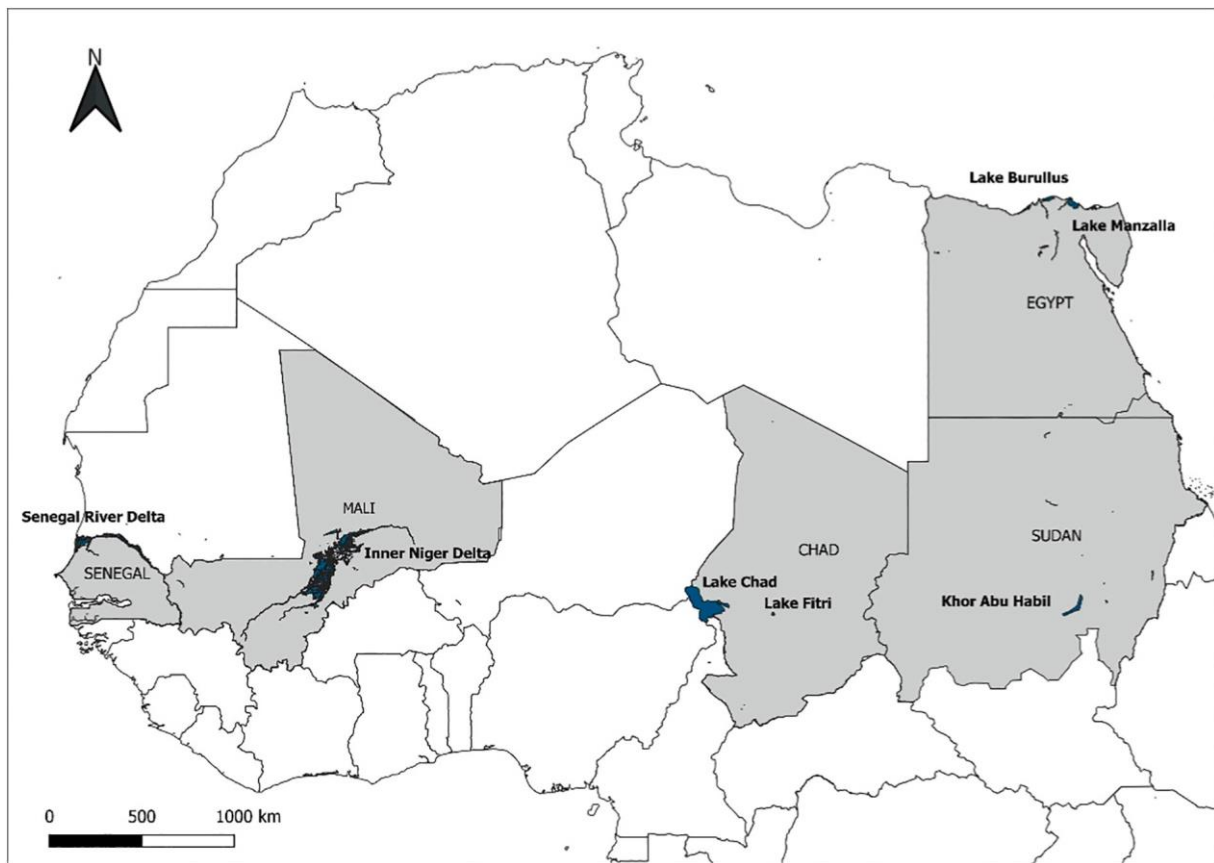 N
Lake Burullus
Lake Manzalla
EGYPT
MALI
Senegal River Delta
SENEGAL
Inner Niger Delta
CHAD
SUDAN
Lake Chad
Lake Fitri
Khor Abu Habil
0 500 1000 km